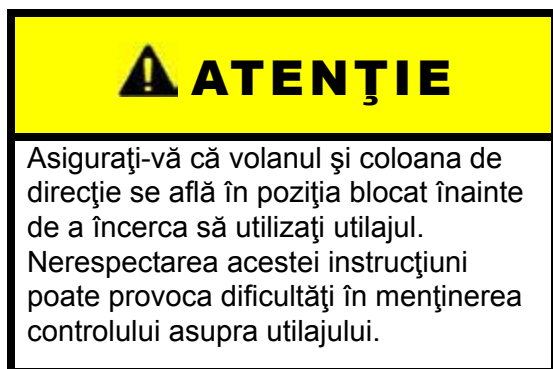 ATENŢIE
Asiguraţi-vă că volanul şi coloana de
direcţie se află în poziţia blocat înainte
de a încerca să utilizaţi utilajul.
Nerespectarea acestei instrucţiuni
poate provoca dificultăţi în menţinerea
controlului asupra utilajului.